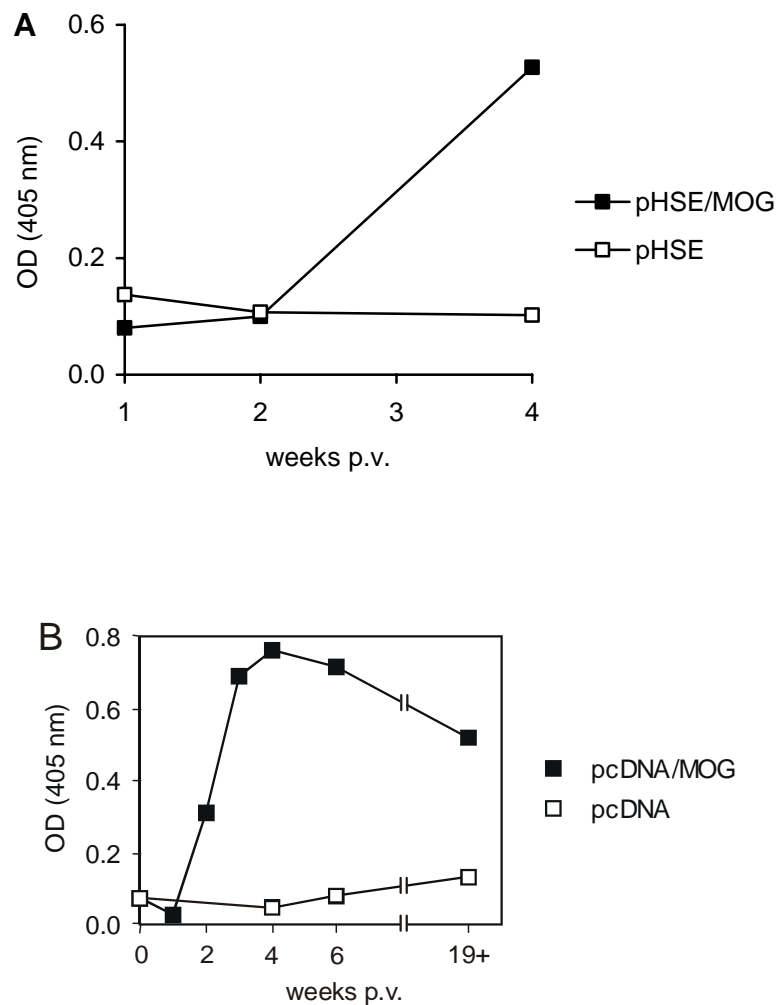 A
0.6
0.4
0.2
0.0
OD (405 nm)
1 2 3 4
weeks p.v.
pHSE/MOG
pHSE
B
0.8
0.6
0.4
0.2
0.0
OD (405 nm)
0 2 4 6 19+
weeks p.v.
pcDNA/MOG
pcDNA